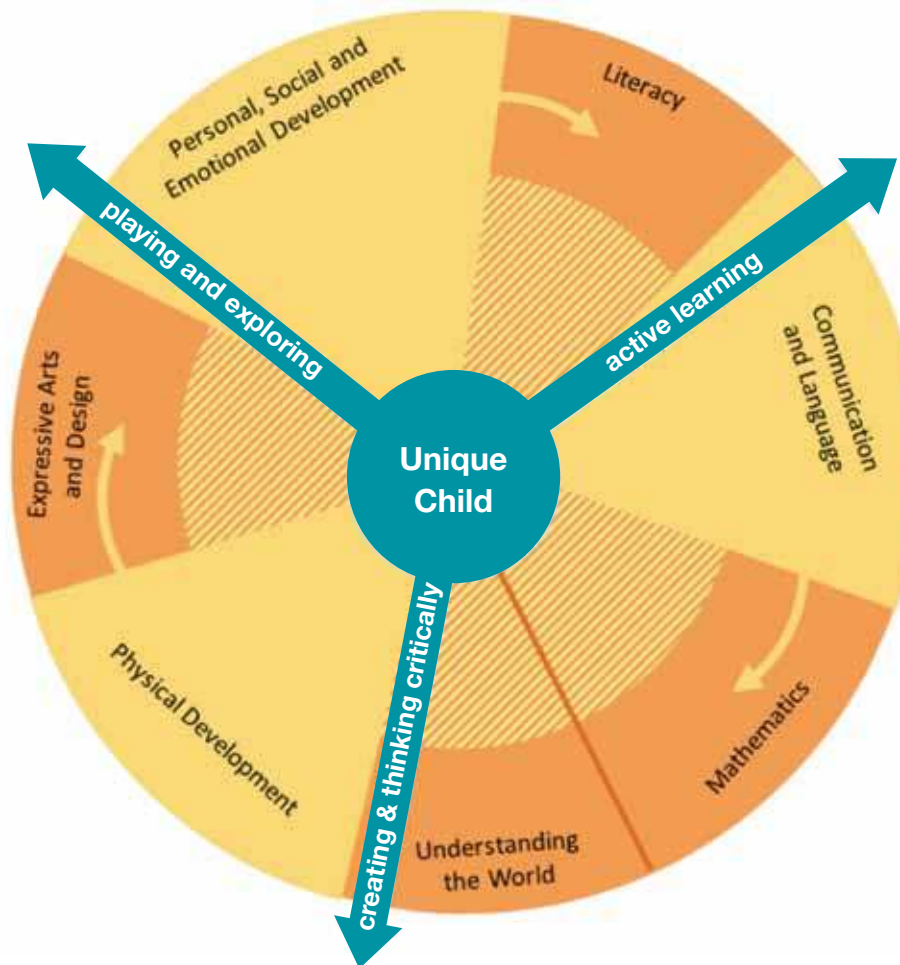 Personal, Social and
Emotional Development
Literacy
playing and exploring
active learning
Communication
and Language
Expressive Arts
and Design
Unique
Child
creating & thinking critically
Physical Development
Mathematics
Understanding
the World